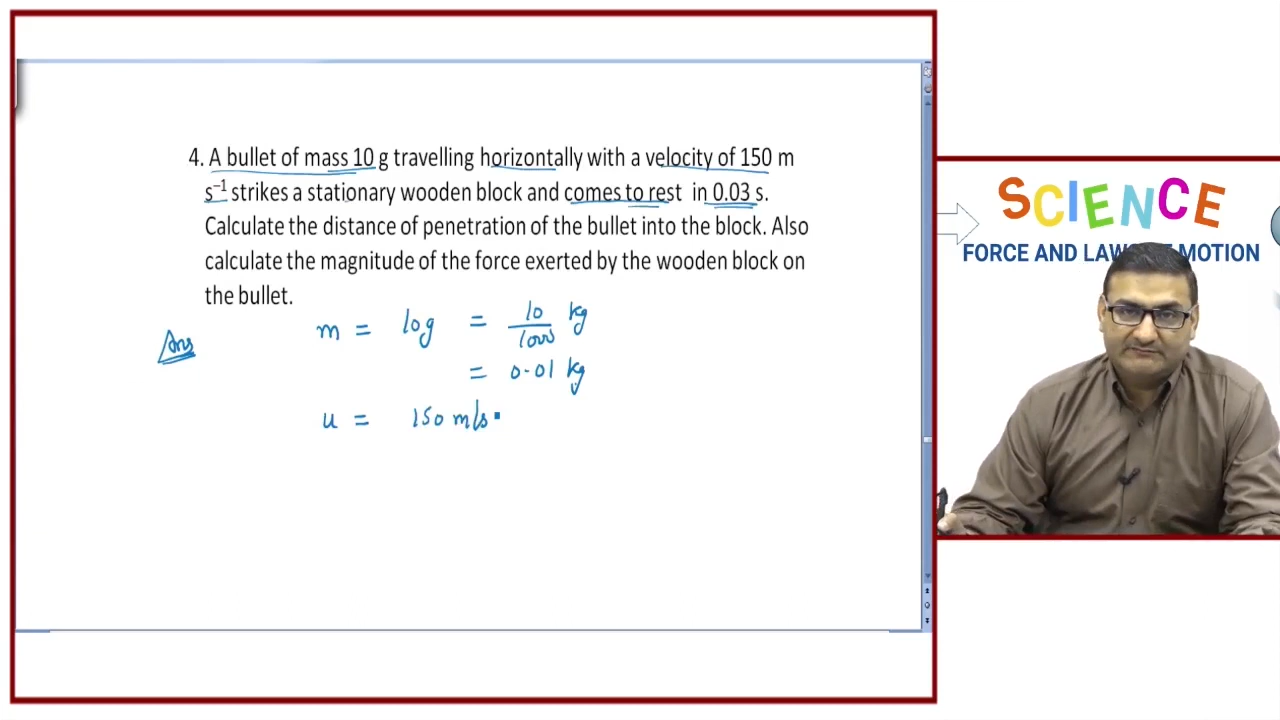 4. A bullet of mass 10 g travelling horizontally with a velocity of 150 m
s⁻¹ strikes a stationary wooden block and comes to rest in 0.03 s.
Calculate the distance of penetration of the bullet into the block. Also
calculate the magnitude of the force exerted by the wooden block on
the bullet.
Ans
m = 10g = 10/1000 kg
= 0.01 kg
u = 150 m/s
SCIENCE
FORCE AND LAW MOTION